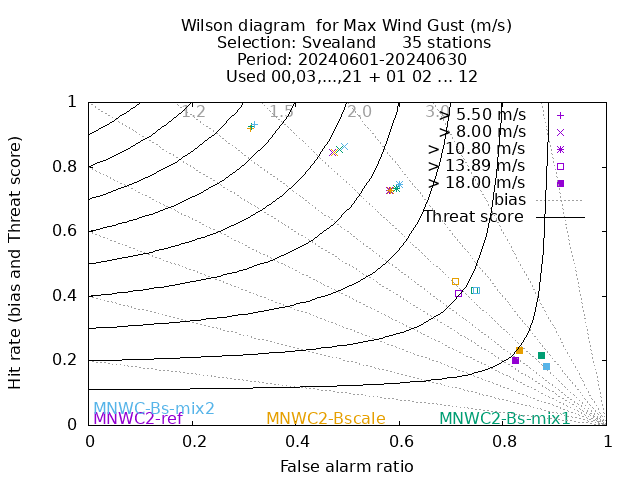 Wilson diagram  for Max Wind Gust (m/s)
Selection: Svealand     35 stations
Period: 20240601-20240630
Used 00,03,...,21 + 01 02 ... 12
1.2 1.5 2.0 3.0
> 5.50 m/s
> 8.00 m/s
> 10.80 m/s
> 13.89 m/s
> 18.00 m/s
bias
Threat score
Hit rate (bias and Threat score)
1
0.8
0.6
0.4
0.2
0
MNWC-Bs-mix2
MNWC2-ref MNWC2-Bscale MNWC2-Bs-mix1
0 0.2 0.4 0.6 0.8 1
False alarm ratio